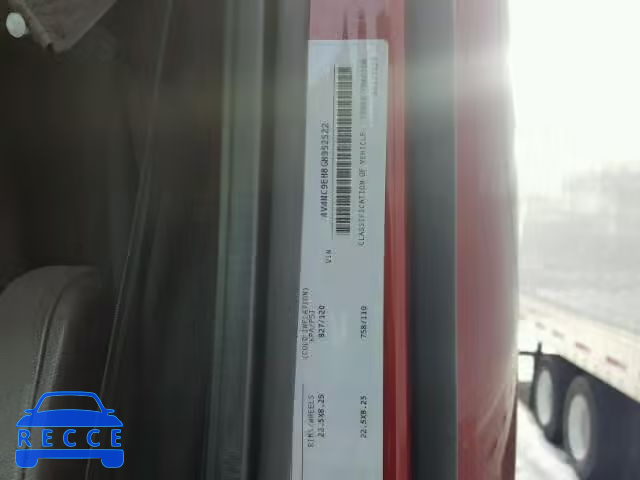 RIMS/WHEELS
22.5X8.25
22.5X8.25
(COLD INFLATION)
KPA/PSI
827/120
758/110
VIN
4V4NC9EH8GN952522
CLASSIFICATION OF VEHICLE:
RECCE